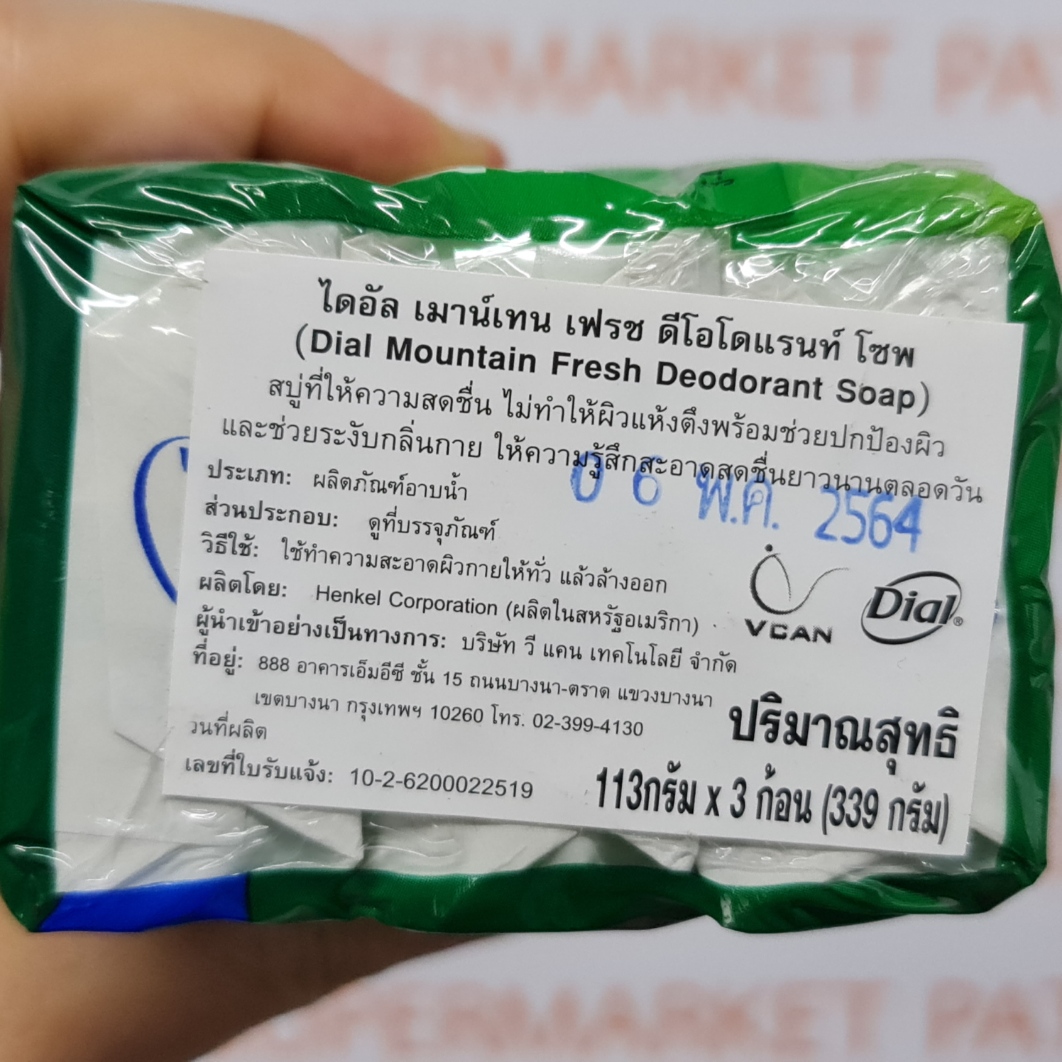 ไดอัล เมาน์เทน เฟรช ดีโอโดแรนท์ โซพ
(Dial Mountain Fresh Deodorant Soap)
สบู่ที่ให้ความสดชื่น ไม่ทำให้ผิวแห้งตึงพร้อมช่วยปกป้องผิว
และช่วยระงับกลิ่นกาย ให้ความรู้สึกสะอาดสดชื่นยาวนานตลอดวัน
0 6 พ.ค. 2564
ประเภท: ผลิตภัณฑ์อาบน้ำ
ส่วนประกอบ: ดูที่บรรจุภัณฑ์
วิธีใช้: ใช้ทำความสะอาดผิวกายให้ทั่ว แล้วล้างออก
ผลิตโดย: Henkel Corporation (ผลิตในสหรัฐอเมริกา)
VCAN
Dial®
ผู้นำเข้าอย่างเป็นทางการ: บริษัท วี แคน เทคโนโลยี จำกัด
ที่อยู่: 888 อาคารเอ็มอีซี ชั้น 15 ถนนบางนา-ตราด แขวงบางนา
เขตบางนา กรุงเทพฯ 10260 โทร. 02-399-4130
วันที่ผลิต
เลขที่ใบรับแจ้ง: 10-2-6200022519
ปริมาณสุทธิ
113กรัม x 3 ก้อน (339 กรัม)